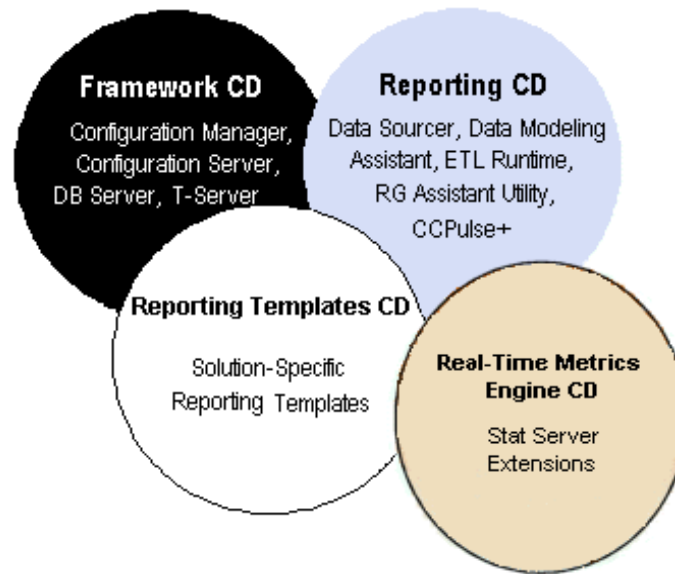 Framework CD
Configuration Manager,
Configuration Server,
DB Server, T-Server
Reporting CD
Data Sourcer, Data Modeling
Assistant, ETL Runtime,
RG Assistant Utility,
CCPulse+
Reporting Templates CD
Solution-Specific
Reporting Templates
Real-Time Metrics
Engine CD
Stat Server
Extensions